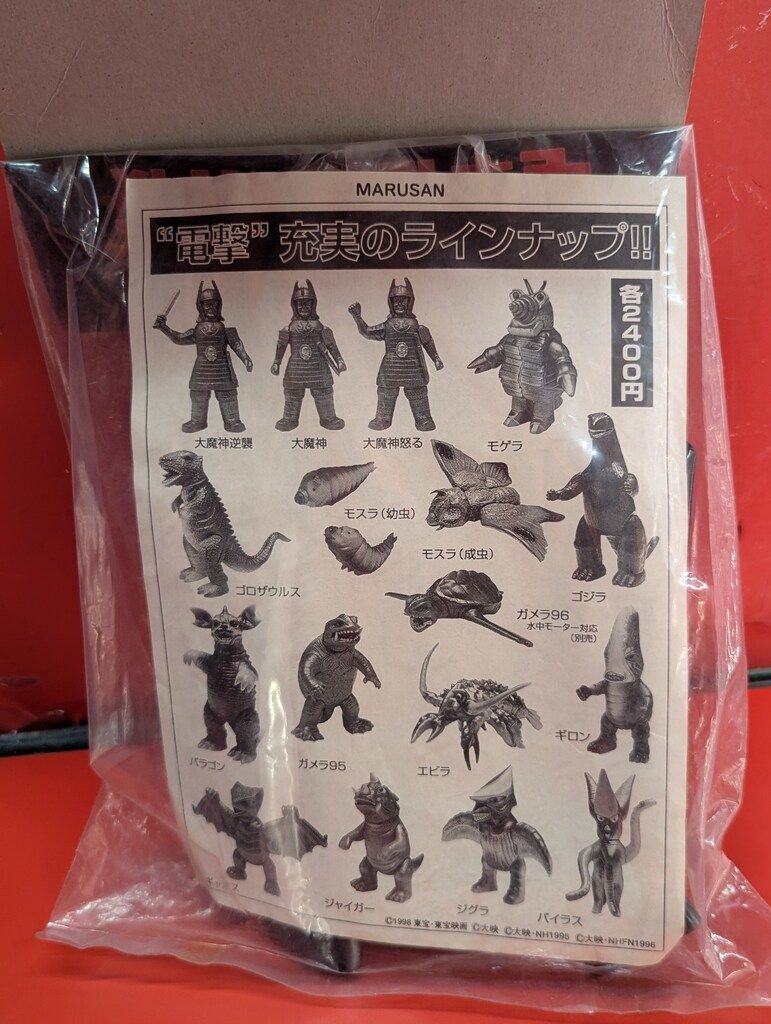 MARUSAN
“電撃” 充実のラインナップ!!
各2400円
大魔神逆襲
大魔神
大魔神怒る
モゲラ
モスラ(幼虫)
モスラ(成虫)
ゴロザウルス
ゴジラ
ガメラ96
水中モーター対応
(別売)
バラゴン
ガメラ95
エビラ
ギロン
ジャイガー
ジグラ
バイラス
©1996 東宝・東宝映画 ©大映 ©大映・NH1995 ©大映・NHFN1996